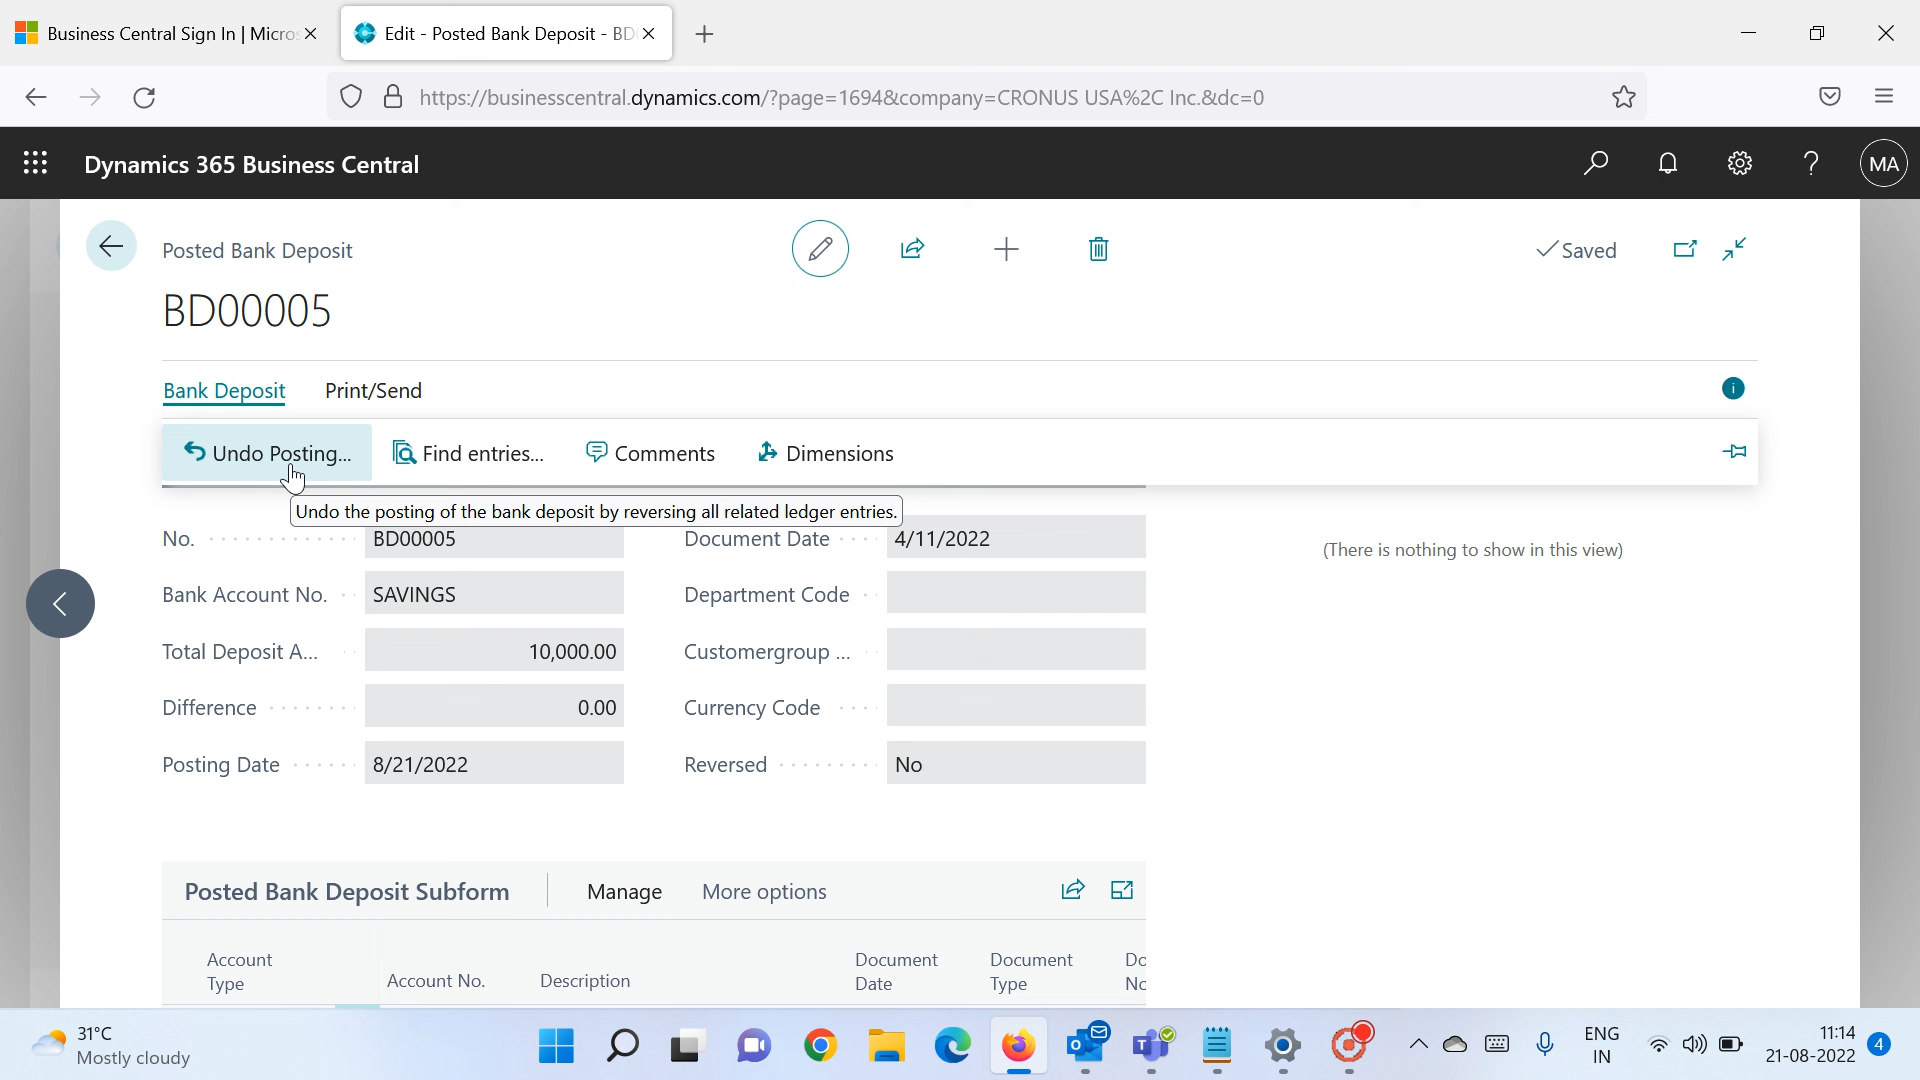 Business Central Sign In | Micros
Edit - Posted Bank Deposit - BD
https://businesscentral.dynamics.com/?page=1694&company=CRONUS USA%2C Inc.&dc=0
Dynamics 365 Business Central
MA
Posted Bank Deposit
Saved
BD00005
Bank Deposit Print/Send
Undo Posting... Find entries... Comments Dimensions
Undo the posting of the bank deposit by reversing all related ledger entries.
No. BD00005 Document Date 4/11/2022
(There is nothing to show in this view)
Bank Account No. SAVINGS Department Code
Total Deposit A... 10,000.00 Customergroup ...
Difference 0.00 Currency Code
Posting Date 8/21/2022 Reversed No
Posted Bank Deposit Subform Manage More options
Account Type Account No. Description Document Date Document Type Do No
31°C
Mostly cloudy
ENG
IN
11:14
21-08-2022
4